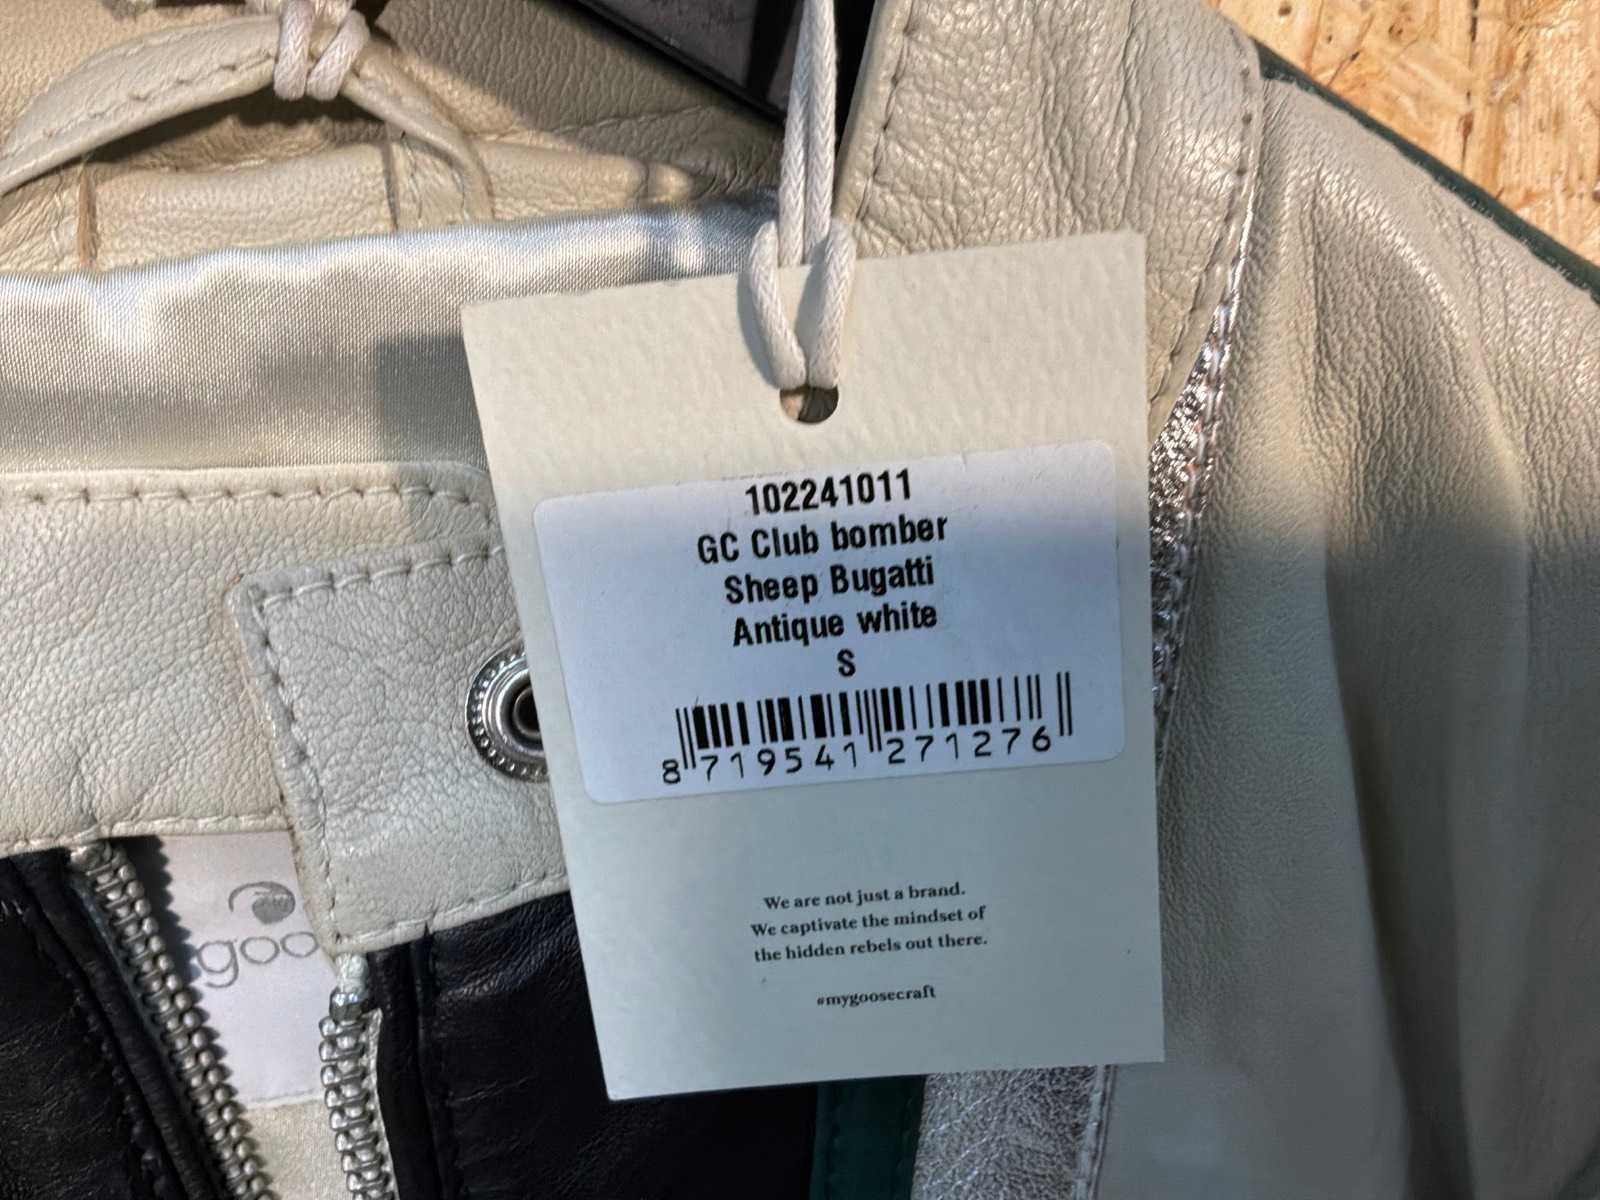 102241011
GC Club bomber
Sheep Bugatti
Antique white
S
8 719541 271276
We are not just a brand.
We captivate the mindset of
the hidden rebels out there.
#mygoosecraft
goo